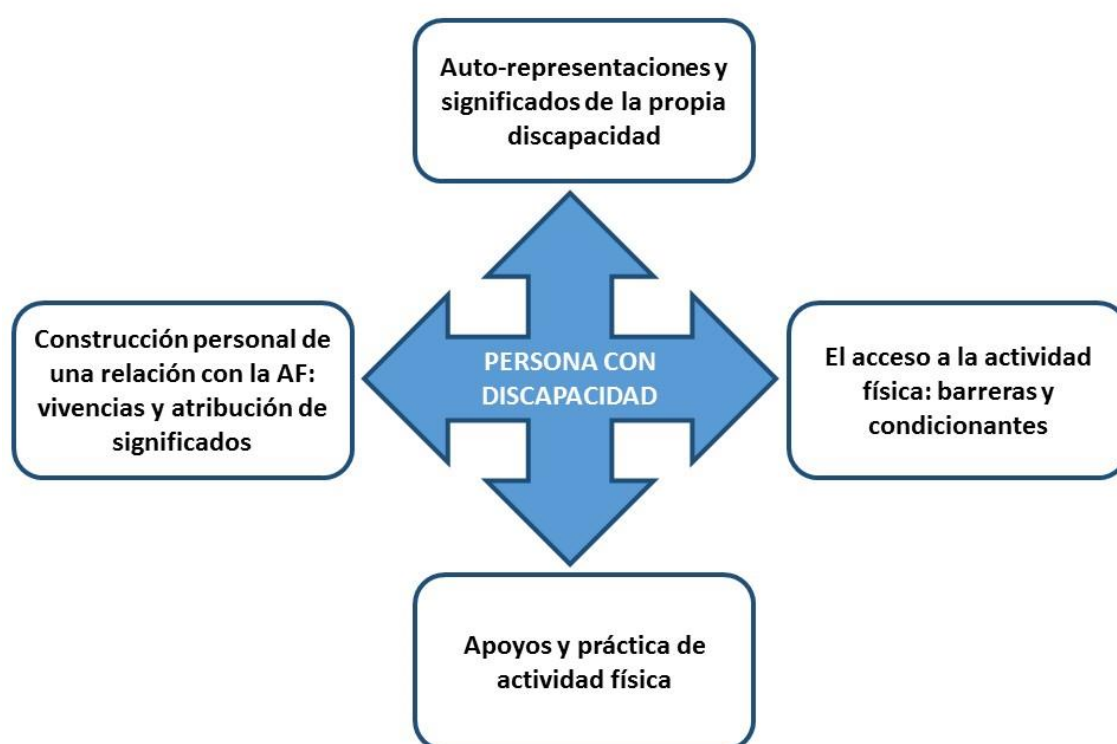 Auto-representaciones y
significados de la propia
discapacidad
Construcción personal de
una relación con la AF:
vivencias y atribución de
significados
PERSONA CON
DISCAPACIDAD
El acceso a la actividad
física: barreras y
condicionantes
Apoyos y práctica de
actividad física